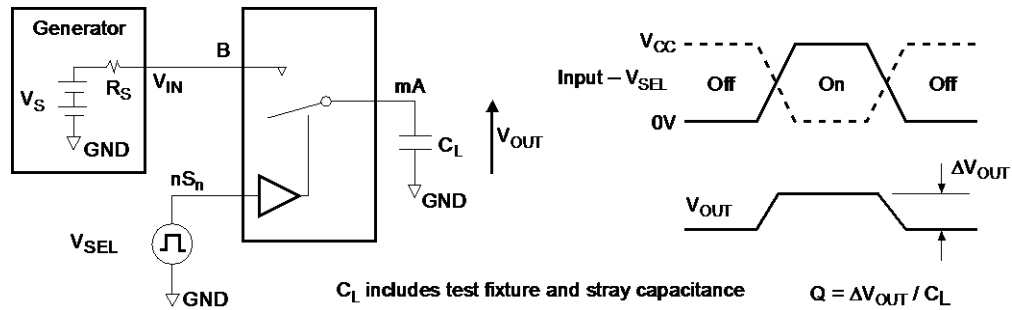 Generator
B
V_IN
R_S
V_S
GND
mA
C_L
V_OUT
GND
nS_n
V_SEL
GND
V_CC
Input – V_SEL
Off
On
Off
0V
V_OUT
ΔV_OUT
C_L includes test fixture and stray capacitance
Q = ΔV_OUT / C_L